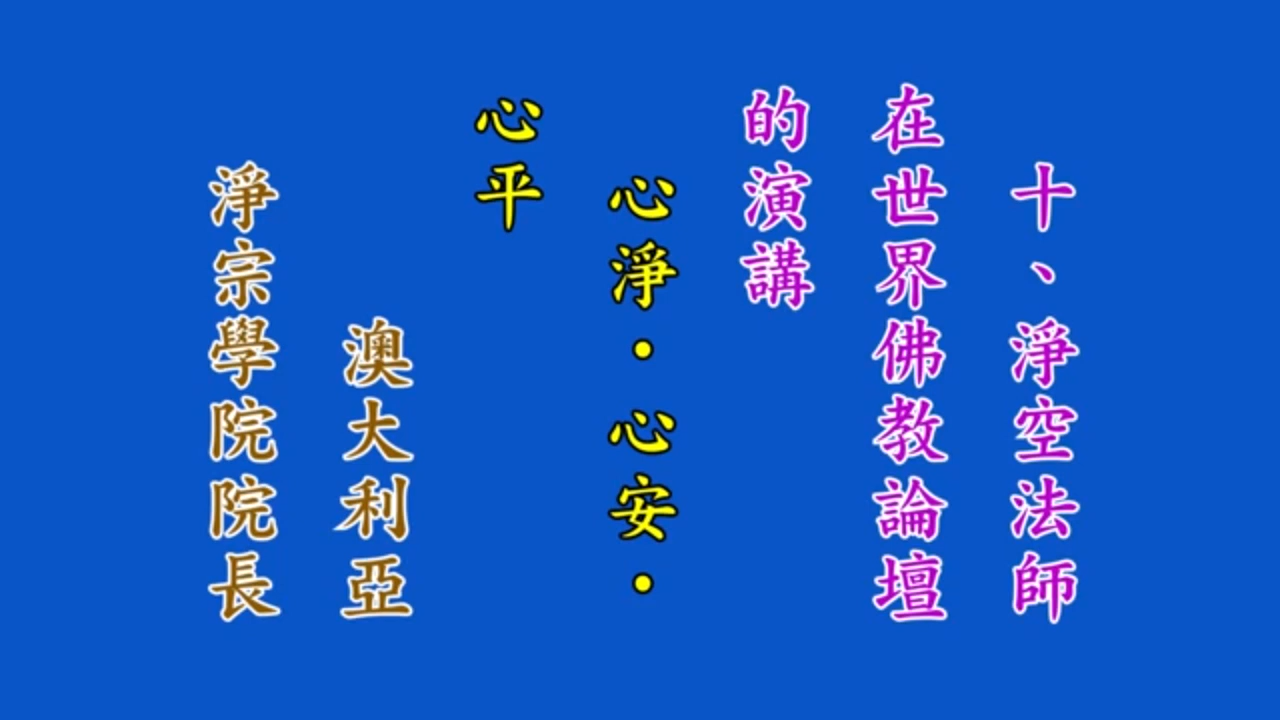 十、淨空法師
在世界佛教論壇
的演講
心淨·心安·
心平
澳大利亞
淨宗學院院長